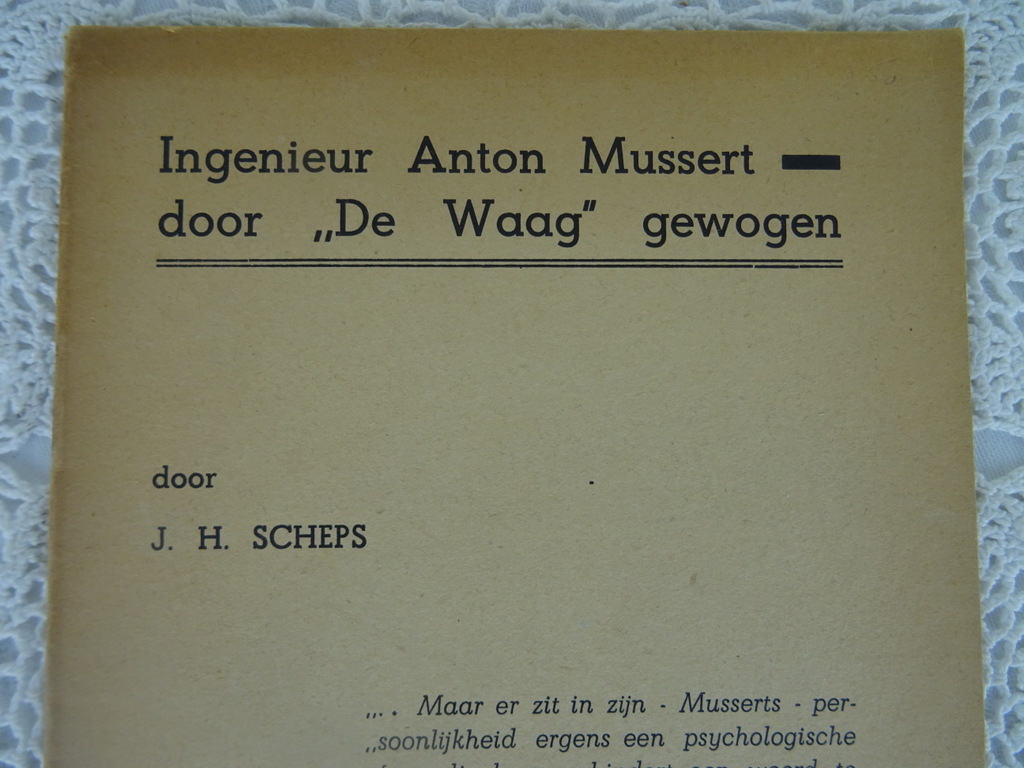 Ingenieur Anton Mussert —
door „De Waag" gewogen
door
J. H. SCHEPS
„.. Maar er zit in zijn - Musserts - per-
„soonlijkheid ergens een psychologische